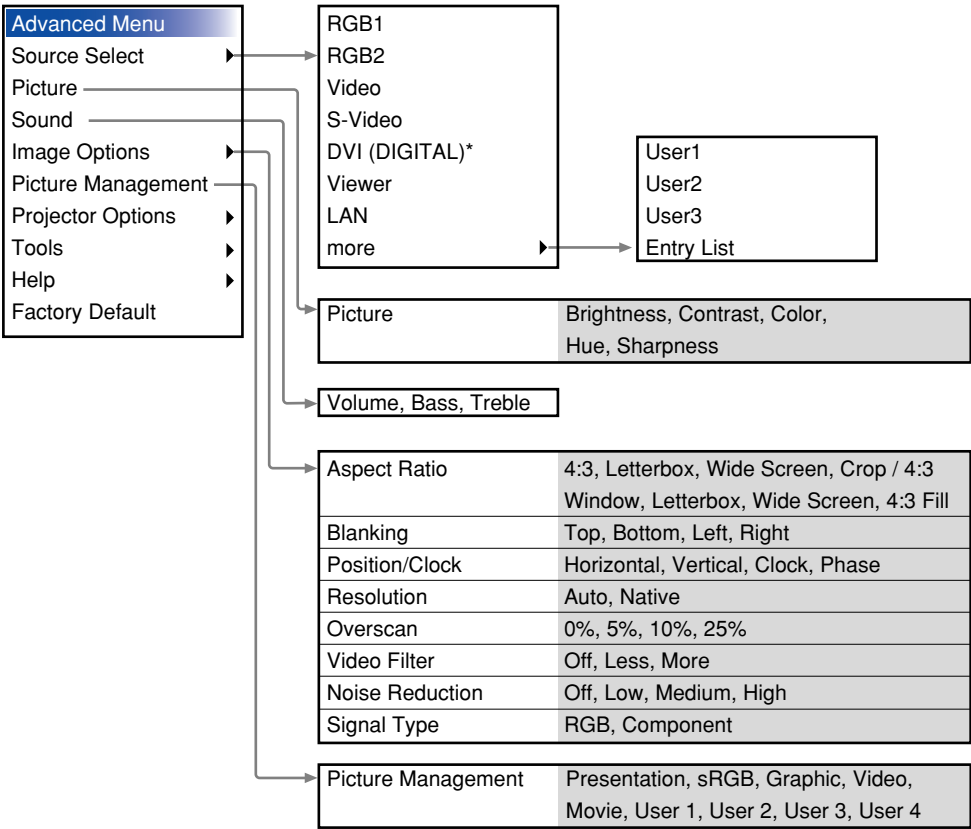 Advanced Menu
Source Select
Picture
Sound
Image Options
Picture Management
Projector Options
Tools
Help
Factory Default
RGB1
RGB2
Video
S-Video
DVI (DIGITAL)*
Viewer
LAN
more
User1
User2
User3
Entry List
Picture Brightness, Contrast, Color,
Hue, Sharpness
Volume, Bass, Treble
Aspect Ratio 4:3, Letterbox, Wide Screen, Crop / 4:3
Window, Letterbox, Wide Screen, 4:3 Fill
Blanking Top, Bottom, Left, Right
Position/Clock Horizontal, Vertical, Clock, Phase
Resolution Auto, Native
Overscan 0%, 5%, 10%, 25%
Video Filter Off, Less, More
Noise Reduction Off, Low, Medium, High
Signal Type RGB, Component
Picture Management Presentation, sRGB, Graphic, Video,
Movie, User 1, User 2, User 3, User 4